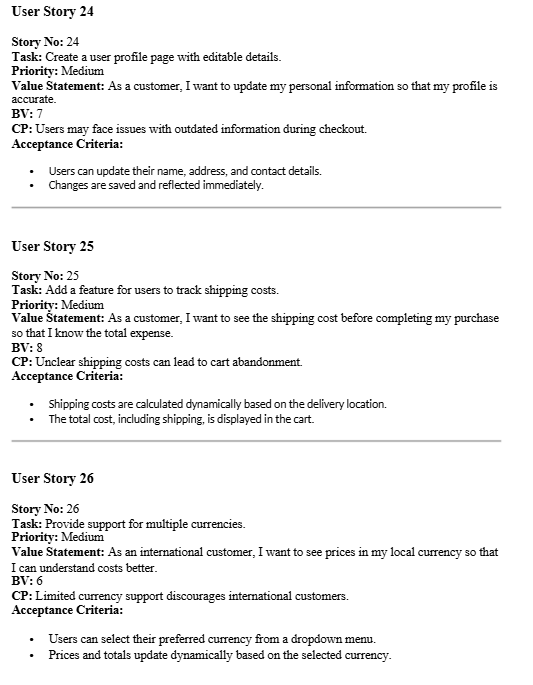 User Story 24
Story No: 24
Task: Create a user profile page with editable details.
Priority: Medium
Value Statement: As a customer, I want to update my personal information so that my profile is
accurate.
BV: 7
CP: Users may face issues with outdated information during checkout.
Acceptance Criteria:
• Users can update their name, address, and contact details.
• Changes are saved and reflected immediately.
User Story 25
Story No: 25
Task: Add a feature for users to track shipping costs.
Priority: Medium
Value Statement: As a customer, I want to see the shipping cost before completing my purchase
so that I know the total expense.
BV: 8
CP: Unclear shipping costs can lead to cart abandonment.
Acceptance Criteria:
• Shipping costs are calculated dynamically based on the delivery location.
• The total cost, including shipping, is displayed in the cart.
User Story 26
Story No: 26
Task: Provide support for multiple currencies.
Priority: Medium
Value Statement: As an international customer, I want to see prices in my local currency so that
I can understand costs better.
BV: 6
CP: Limited currency support discourages international customers.
Acceptance Criteria:
• Users can select their preferred currency from a dropdown menu.
• Prices and totals update dynamically based on the selected currency.